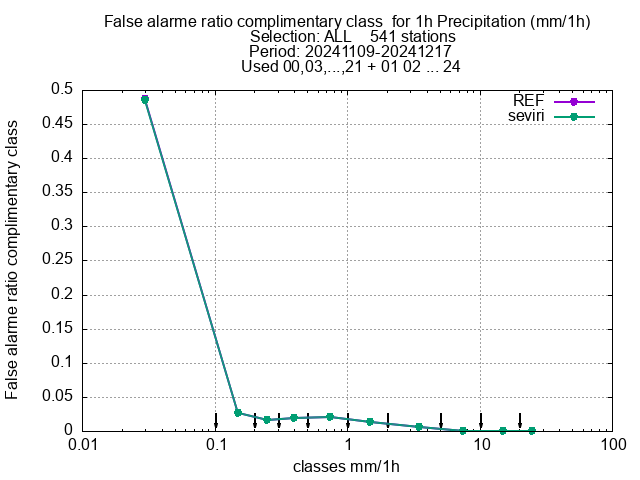 False alarme ratio complimentary class  for 1h Precipitation (mm/1h)
Selection: ALL    541 stations
Period: 20241109-20241217
Used 00,03,...,21 + 01 02 ... 24
REF
seviri
False alarme ratio complimentary class
0.5
0.45
0.4
0.35
0.3
0.25
0.2
0.15
0.1
0.05
0
0.01 0.1 1 10 100
classes mm/1h